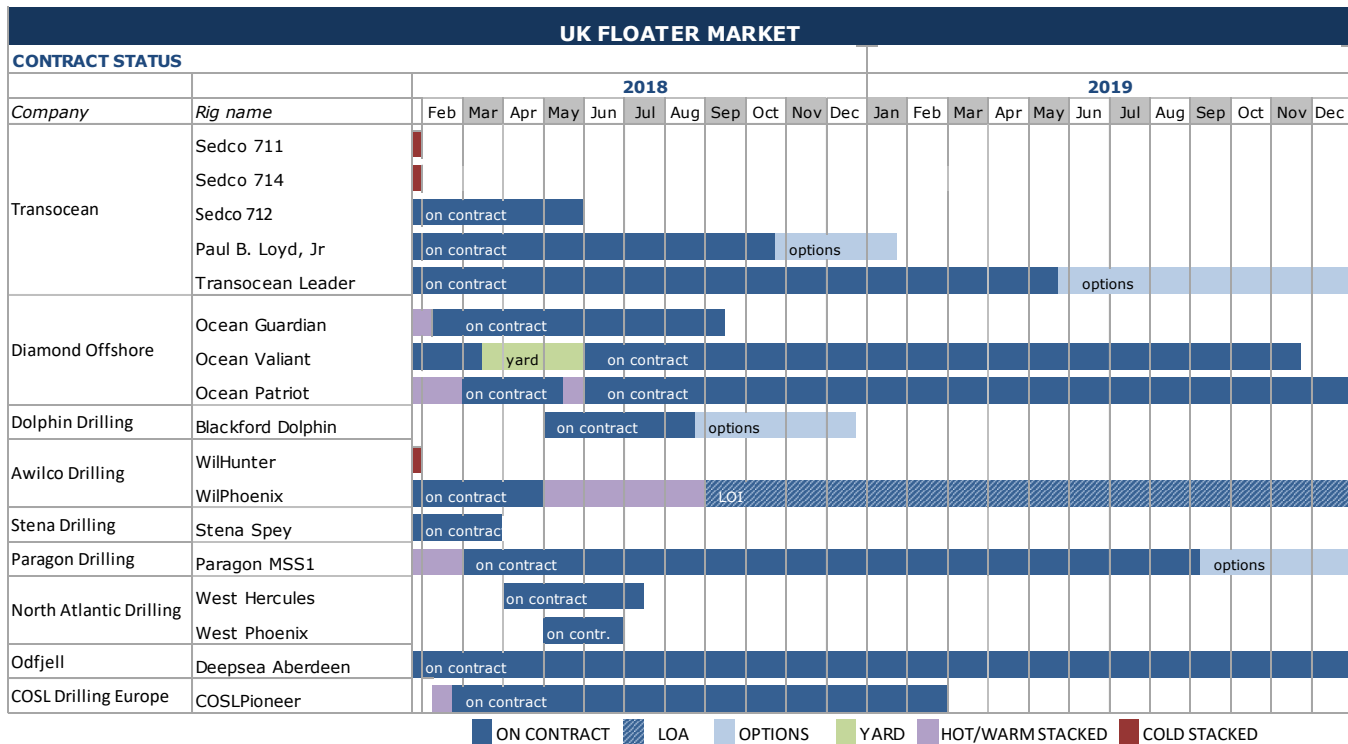 UK FLOATER MARKET
CONTRACT STATUS
2018 2019
Company Rig name Feb Mar Apr May Jun Jul Aug Sep Oct Nov Dec Jan Feb Mar Apr May Jun Jul Aug Sep Oct Nov Dec
Sedco 711
Sedco 714
Transocean
Sedco 712 on contract
Paul B. Loyd, Jr on contract options
Transocean Leader on contract options
Ocean Guardian on contract
Diamond Offshore
Ocean Valiant yard on contract
Ocean Patriot on contract on contract
Dolphin Drilling Blackford Dolphin on contract options
WilHunter
Awilco Drilling
WilPhoenix on contract LOI
Stena Drilling Stena Spey on contrac
Paragon Drilling Paragon MSS1 on contract options
West Hercules on contract
North Atlantic Drilling
West Phoenix on contr.
Odfjell Deepsea Aberdeen on contract
COSL Drilling Europe COSLPioneer on contract
ON CONTRACT LOA OPTIONS YARD HOT/WARM STACKED COLD STACKED